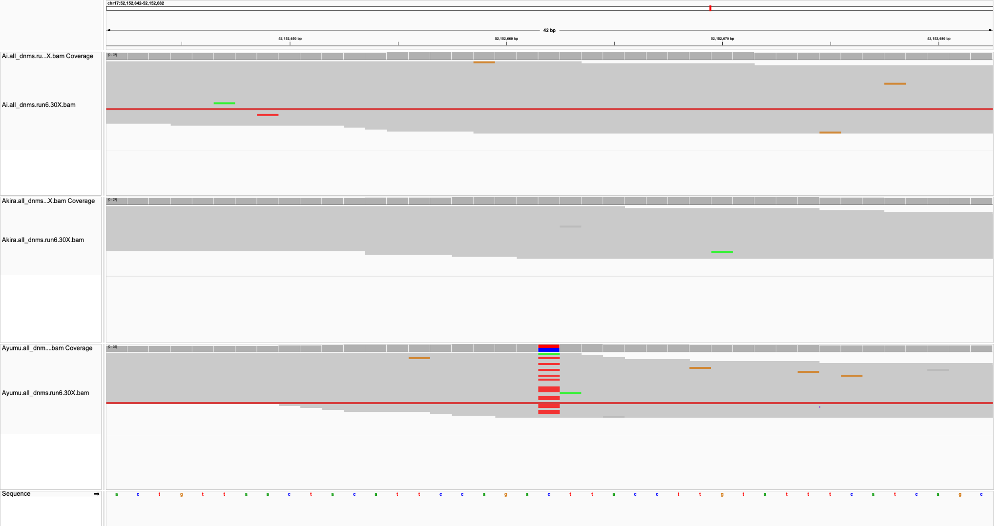 chr17:52,152,642-52,152,682
42 bp
52,152,650 bp 52,152,660 bp 52,152,670 bp 52,152,680 bp
Ai.all_dnms.ru...X.bam Coverage
[0 - 37]
Ai.all_dnms.run6.30X.bam
Akira.all_dnms...X.bam Coverage
[0 - 27]
Akira.all_dnms.run6.30X.bam
Ayumu.all_dnm....bam Coverage
[0 - 33]
Ayumu.all_dnms.run6.30X.bam
Sequence
a c t g t t a a c t a c a t t c c a g a c t t a c c t t g t a t t t c a t c a g c